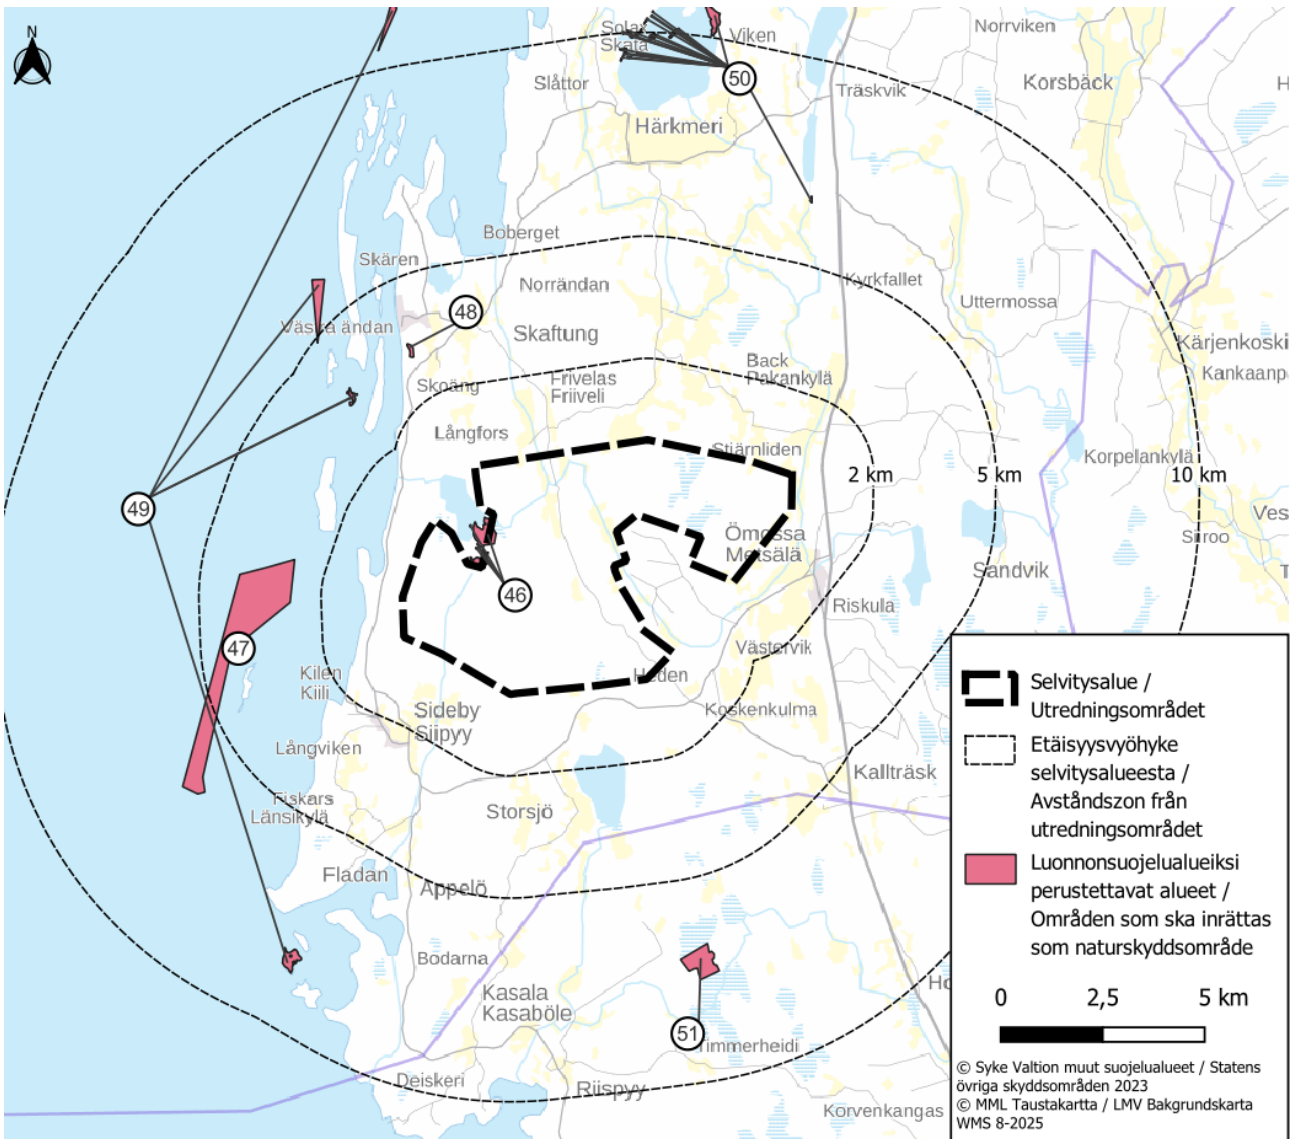 N
Solax
Skata
Viken
Norrviken
50
Slåttor
Träskvik
Korsbäck
H
Härkmeri
Boberget
Skären
Kyrkfallet
Norrändan
Uttermossa
48
Västra ändan
Skaftung
Kärjenkoski
Back
Pakankylä
Kankaanp
Skoäng
Frivelas
Friiveli
Långfors
Stjärnliden
Korpelankylä
2 km
5 km
10 km
49
Ves
Ömossa
Metsälä
Siiroo
Sandvik
T
46
Riskula
47
Västervik
Kilen
Kiili
Heden
Sideby
Siipyy
Koskenkulma
Långviken
Kallträsk
Fiskars
Länsikylä
Storsjö
Flådan
Appelö
Bodarna
Kasala
Kasaböle
Ho
51
Timmerheidi
Deiskeri
Riispyy
Korvenkangas
Selvitysalue /
Utredningsområdet
Etäisyysvyöhyke
selvitysalueesta /
Avståndszon från
utredningsområdet
Luonnonsuojelualueiksi
perustettavat alueet /
Områden som ska inrättas
som naturskyddsområde
0 2,5 5 km
© Syke Valtion muut suojelualueet / Statens
övriga skyddsområden 2023
© MML Taustakartta / LMV Bakgrundskarta
WMS 8-2025